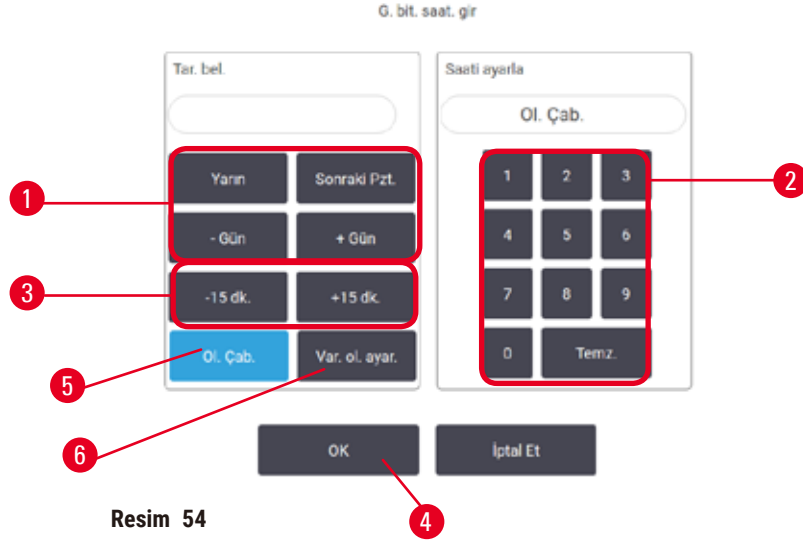 G. bit. saat. gir
Tar. bel.
Saati ayarla
Ol. Çab.
Yarın
Sonraki Pzt.
- Gün
+ Gün
-15 dk.
+15 dk.
Ol. Çab.
Var. ol. ayar.
1
2
3
4
5
6
7
8
9
0
Temz.
OK
İptal Et
1
2
3
5
6
4
Resim 54